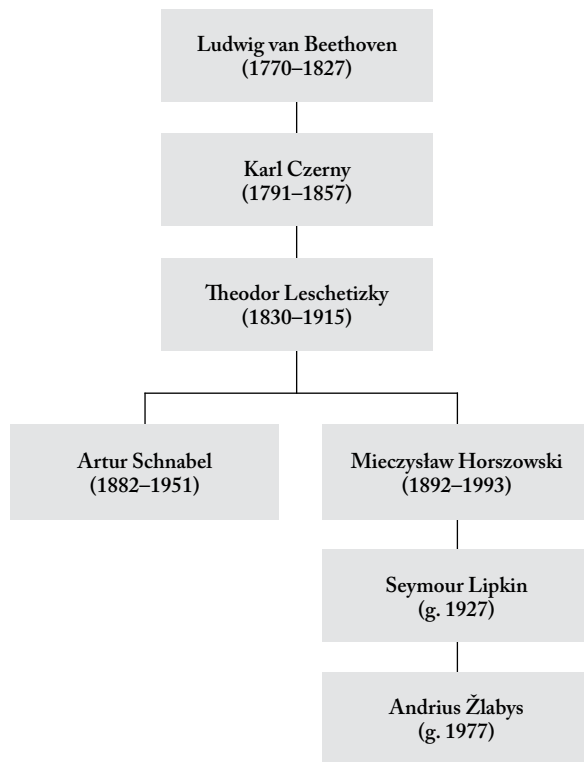 Ludwig van Beethoven
(1770–1827)
Karl Czerny
(1791–1857)
Theodor Leschetizky
(1830–1915)
Artur Schnabel
(1882–1951)
Mieczysław Horszowski
(1892–1993)
Seymour Lipkin
(g. 1927)
Andrius Žlabys
(g. 1977)